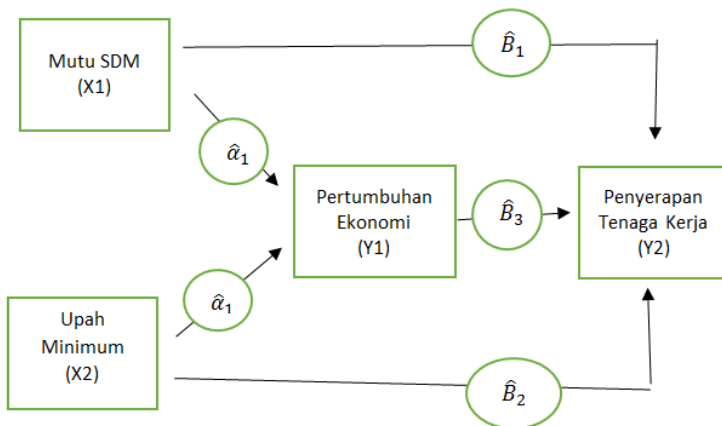 Mutu SDM
(X1)
B̂₁
α̂₁
Pertumbuhan
Ekonomi
(Y1)
B̂₃
Penyerapan
Tenaga Kerja
(Y2)
α̂₁
Upah
Minimum
(X2)
B̂₂